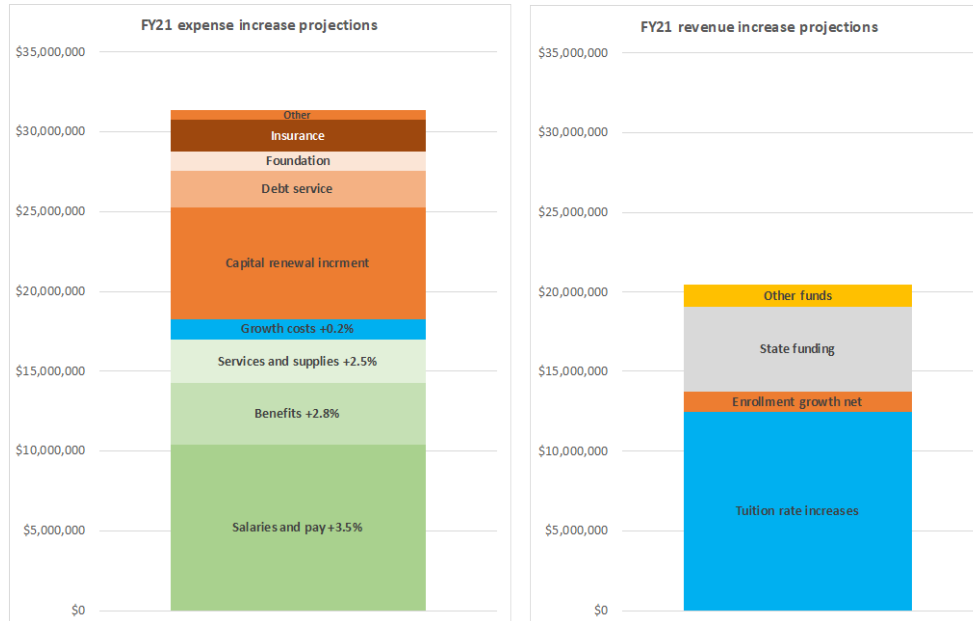 FY21 expense increase projections
$35,000,000
$30,000,000
$25,000,000
$20,000,000
$15,000,000
$10,000,000
$5,000,000
$0
Other
Insurance
Foundation
Debt service
Capital renewal incrment
Growth costs +0.2%
Services and supplies +2.5%
Benefits +2.8%
Salaries and pay +3.5%
FY21 revenue increase projections
$35,000,000
$30,000,000
$25,000,000
$20,000,000
$15,000,000
$10,000,000
$5,000,000
$0
Other funds
State funding
Enrollment growth net
Tuition rate increases